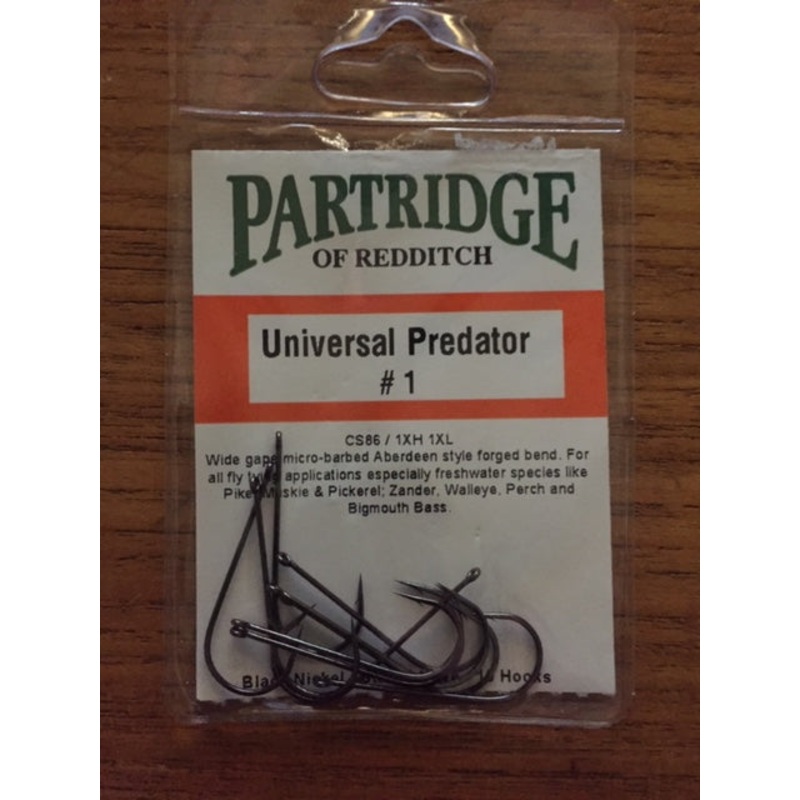 PARTRIDGE
OF REDDITCH
Universal Predator
# 1
CS86 / 1XH 1XL
Wide gape micro-barbed Aberdeen style forged bend. For
all fly tying applications especially freshwater species like
Pike, Muskie & Pickerel; Zander, Walleye, Perch and
Bigmouth Bass.
Black Nickel Hooks